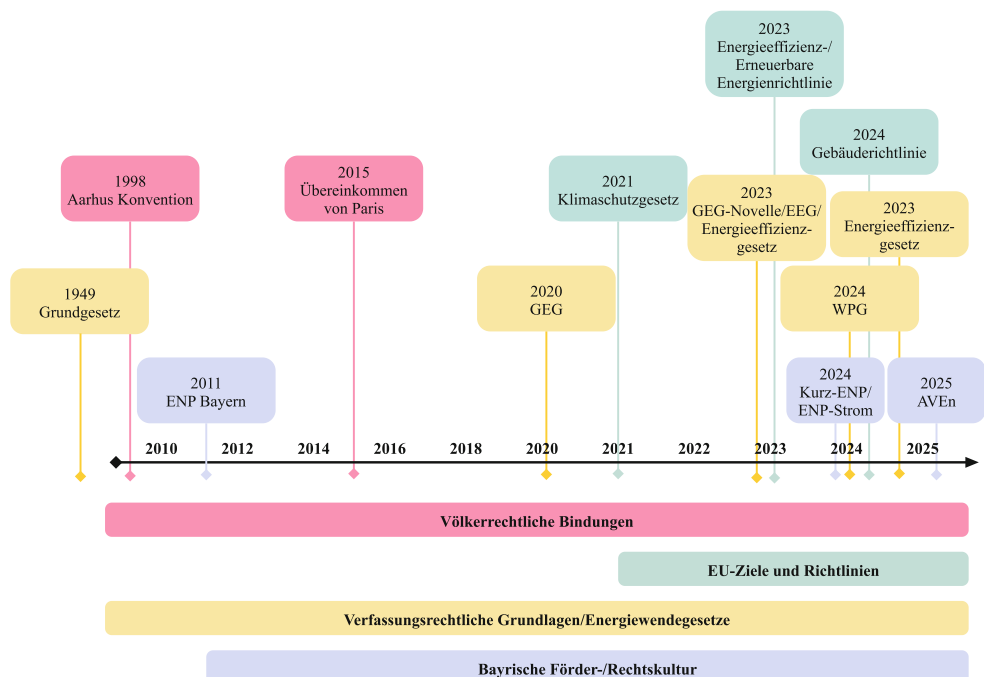 2023
Energieeffizienz-/
Erneuerbare
Energienrichtlinie
2024
Gebäuderichtlinie
1998
Aarhus Konvention
2015
Übereinkommen
von Paris
2021
Klimaschutzgesetz
2023
GEG-Novelle/EEG/
Energieeffizienz-
gesetz
2023
Energieeffizienz-
gesetz
1949
Grundgesetz
2020
GEG
2024
WPG
2011
ENP Bayern
2024
Kurz-ENP/
ENP-Strom
2025
AVEn
2010 2012 2014 2016 2018 2020 2021 2022 2023 2024 2025
Völkerrechtliche Bindungen
EU-Ziele und Richtlinien
Verfassungsrechtliche Grundlagen/Energiewendegesetze
Bayrische Förder-/Rechtskultur